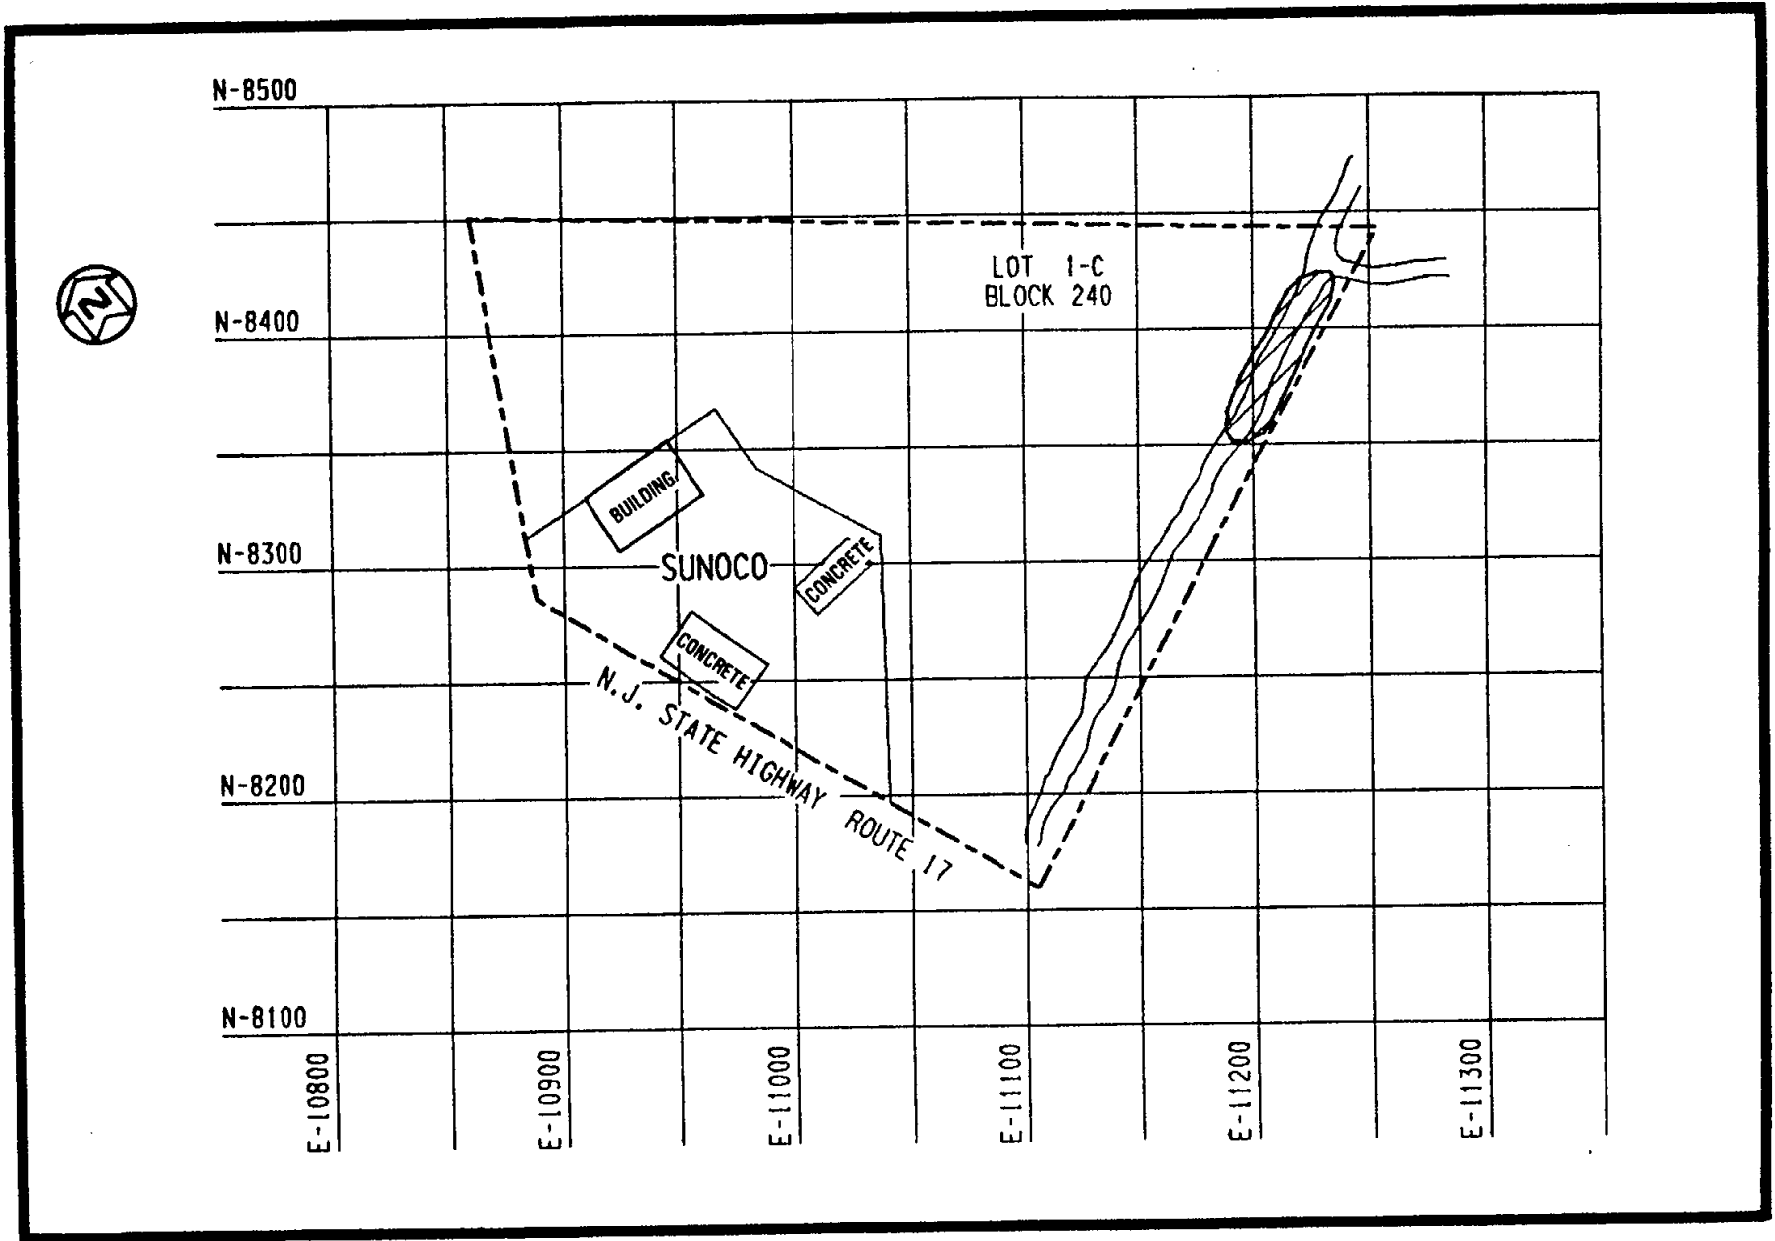 N-8500
LOT 1-C
BLOCK 240
N
N-8400
BUILDING
N-8300
SUNOCO
CONCRETE
CONCRETE
N.J. STATE HIGHWAY ROUTE 17
N-8200
N-8100
E-10800
E-10900
E-11000
E-11100
E-11200
E-11300